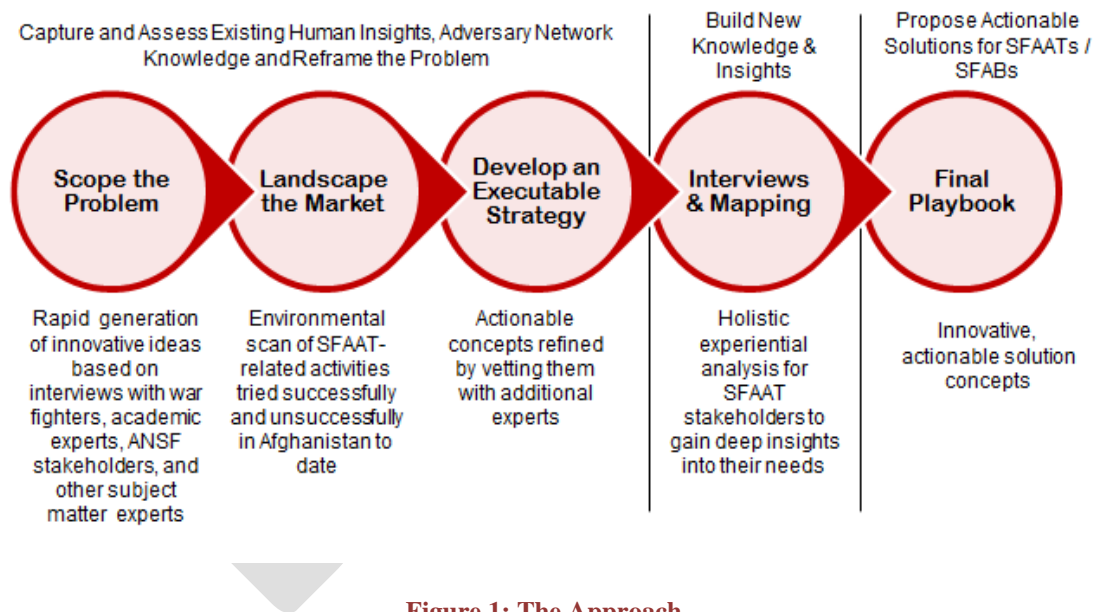 Capture and Assess Existing Human Insights, Adversary Network
Knowledge and Reframe the Problem
Build New
Knowledge &
Insights
Propose Actionable
Solutions for SFAATs /
SFABs
Scope the
Problem
Landscape
the Market
Develop an
Executable
Strategy
Interviews
& Mapping
Final
Playbook
Rapid generation
of innovative ideas
based on
interviews with war
fighters, academic
experts, ANSF
stakeholders, and
other subject
matter experts
Environmental
scan of SFAAT-
related activities
tried successfully
and unsuccessfully
in Afghanistan to
date
Actionable
concepts refined
by vetting them
with additional
experts
Holistic
experiential
analysis for
SFAAT
stakeholders to
gain deep insights
into their needs
Innovative,
actionable solution
concepts
Figure 1: The Approach